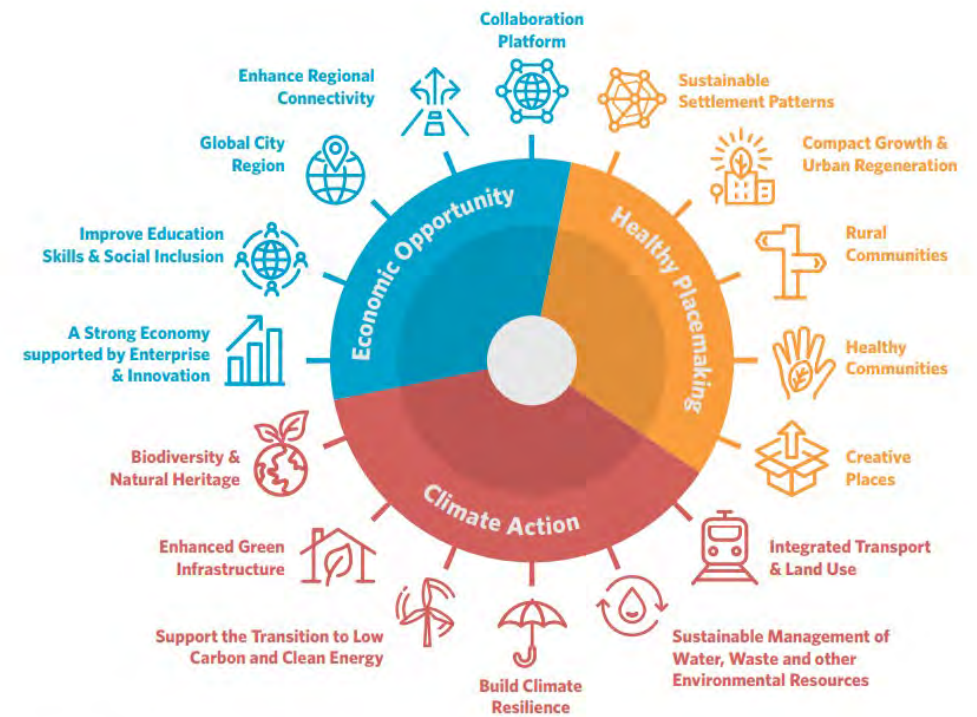 Collaboration
Platform
Sustainable
Settlement Patterns
Compact Growth &
Urban Regeneration
Rural
Communities
Healthy
Communities
Creative
Places
Integrated Transport
& Land Use
Sustainable Management of
Water, Waste and other
Environmental Resources
Build Climate
Resilience
Support the Transition to Low
Carbon and Clean Energy
Enhanced Green
Infrastructure
Biodiversity &
Natural Heritage
A Strong Economy
supported by Enterprise
& Innovation
Improve Education
Skills & Social Inclusion
Global City
Region
Enhance Regional
Connectivity
Economic Opportunity
Healthy Placemaking
Climate Action